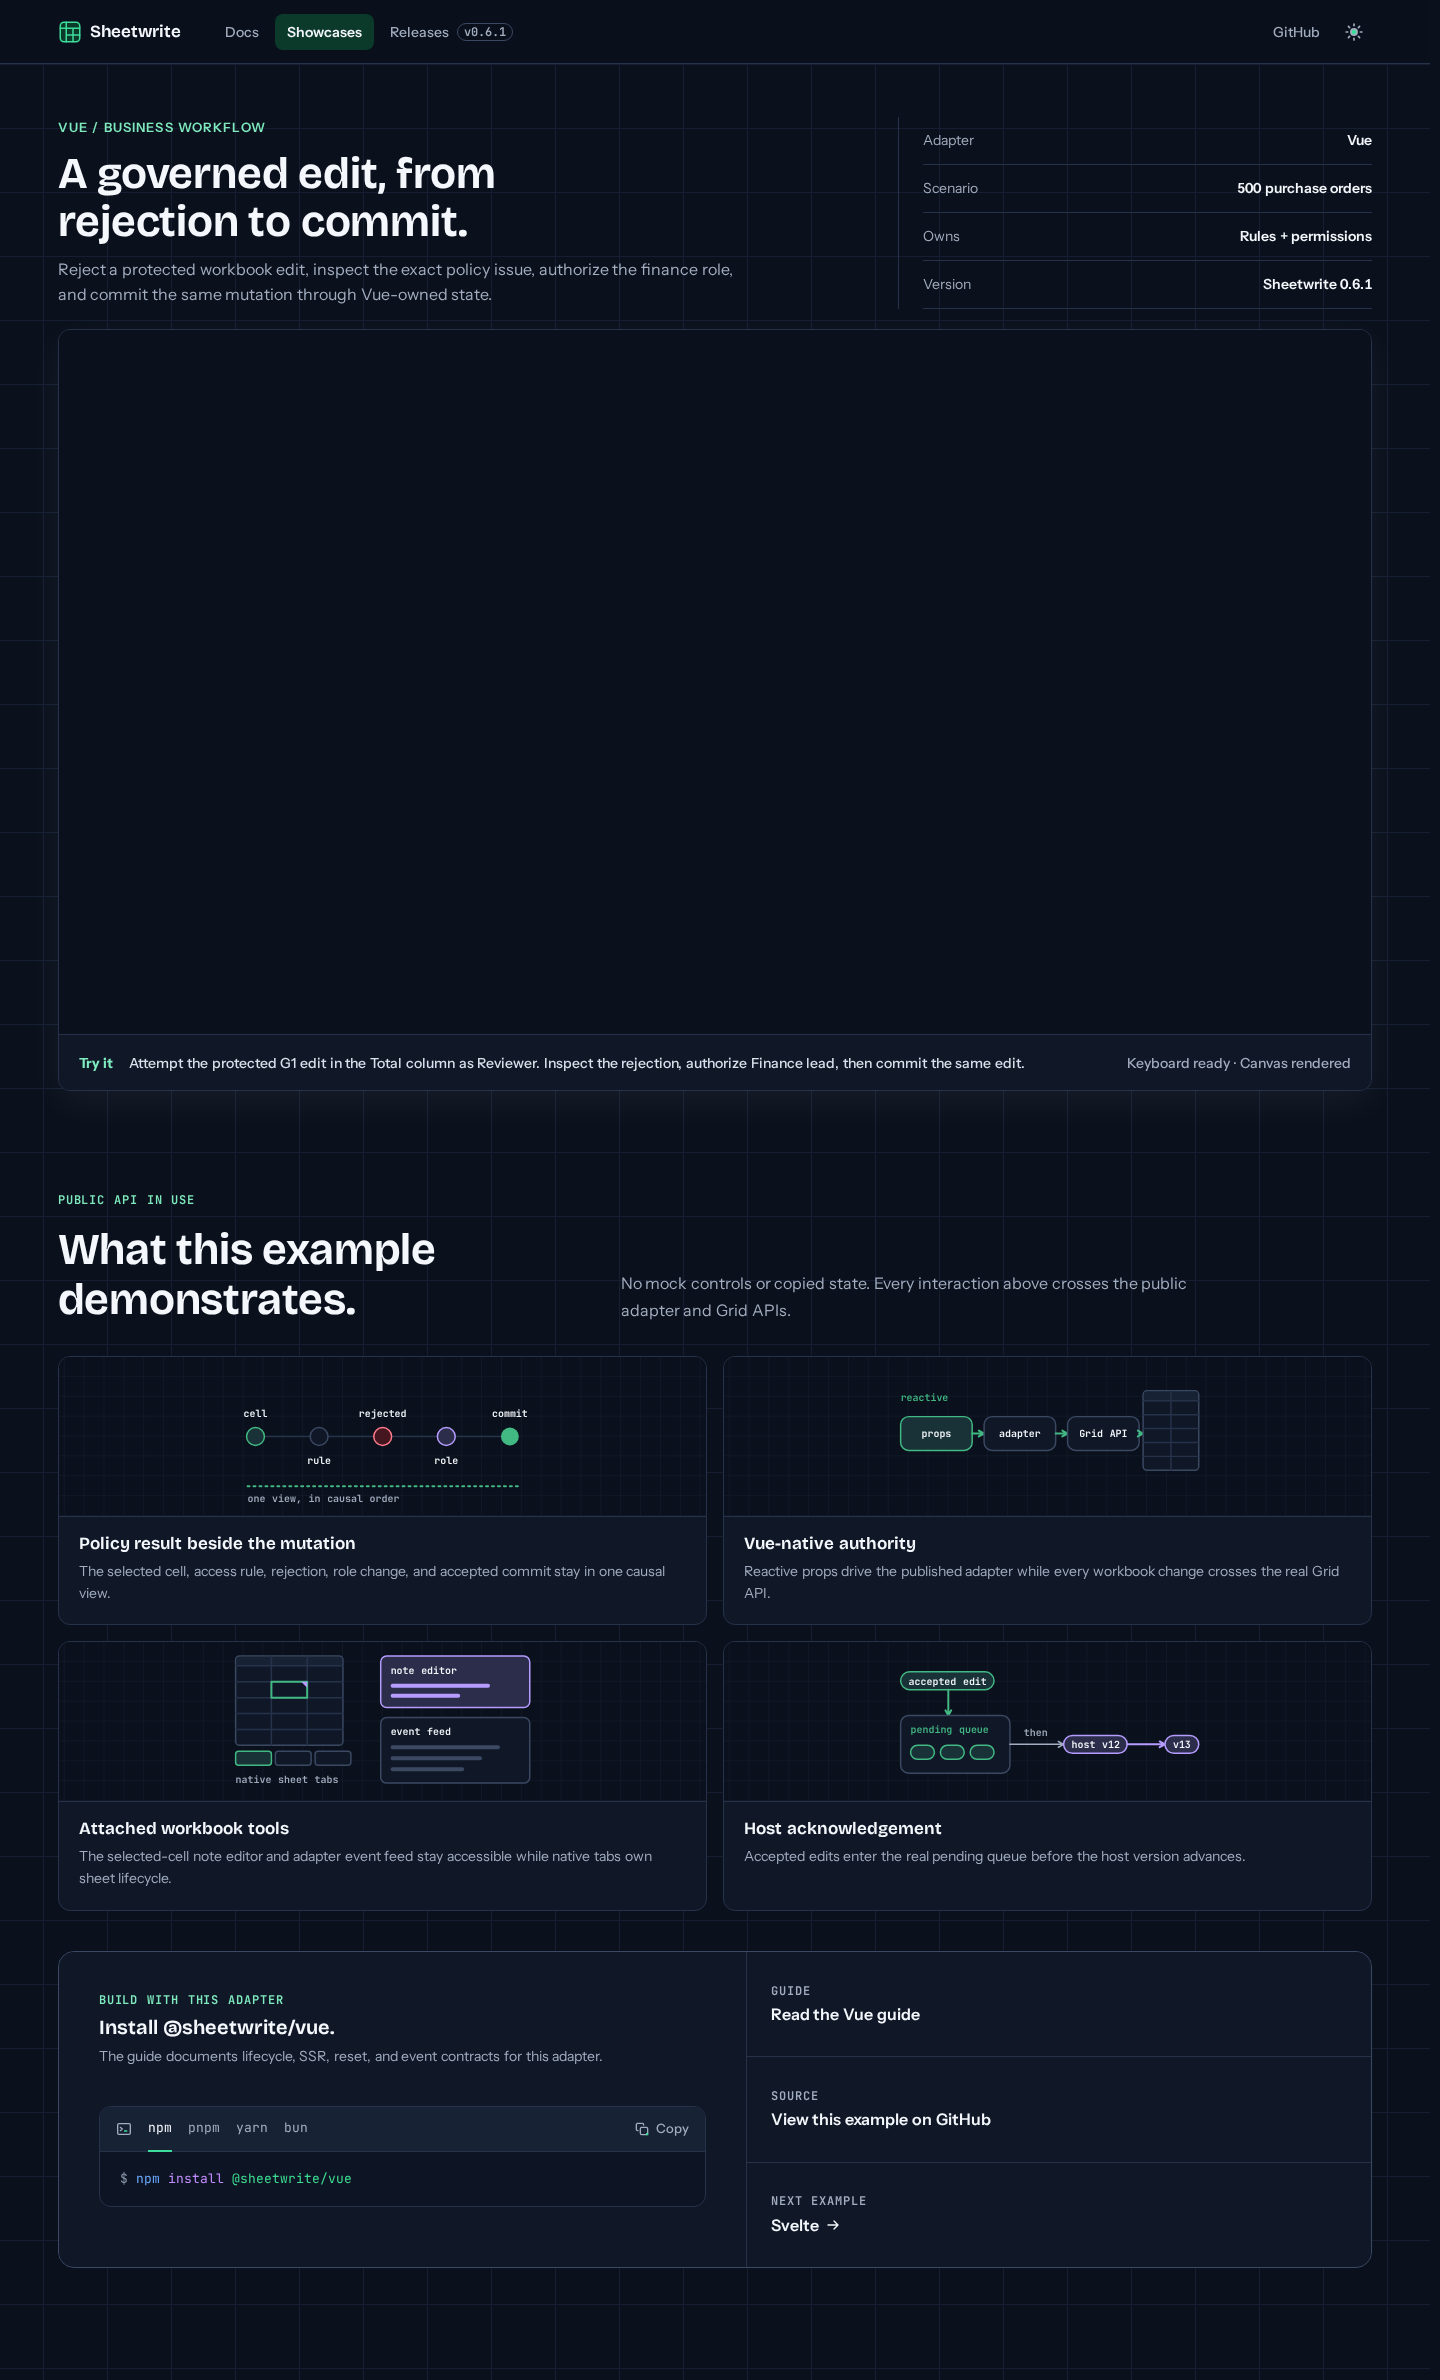 Sheetwrite
Docs
Showcases
Releases v0.6.1
GitHub
VUE / BUSINESS WORKFLOW
A governed edit, from
rejection to commit.
Reject a protected workbook edit, inspect the exact policy issue, authorize the finance role,
and commit the same mutation through Vue-owned state.
Adapter Vue
Scenario 500 purchase orders
Owns Rules + permissions
Version Sheetwrite 0.6.1
Try it Attempt the protected G1 edit in the Total column as Reviewer. Inspect the rejection, authorize Finance lead, then commit the same edit. Keyboard ready · Canvas rendered
PUBLIC API IN USE
What this example
demonstrates.
No mock controls or copied state. Every interaction above crosses the public
adapter and Grid APIs.
cell rejected commit
rule role
one view, in causal order
Policy result beside the mutation
The selected cell, access rule, rejection, role change, and accepted commit stay in one causal
view.
reactive
props adapter Grid API
Vue-native authority
Reactive props drive the published adapter while every workbook change crosses the real Grid
API.
note editor
event feed
native sheet tabs
Attached workbook tools
The selected-cell note editor and adapter event feed stay accessible while native tabs own
sheet lifecycle.
accepted edit
pending queue then
host v12 v13
Host acknowledgement
Accepted edits enter the real pending queue before the host version advances.
BUILD WITH THIS ADAPTER
Install @sheetwrite/vue.
The guide documents lifecycle, SSR, reset, and event contracts for this adapter.
npm pnpm yarn bun Copy
$ npm install @sheetwrite/vue
GUIDE
Read the Vue guide
SOURCE
View this example on GitHub
NEXT EXAMPLE
Svelte →